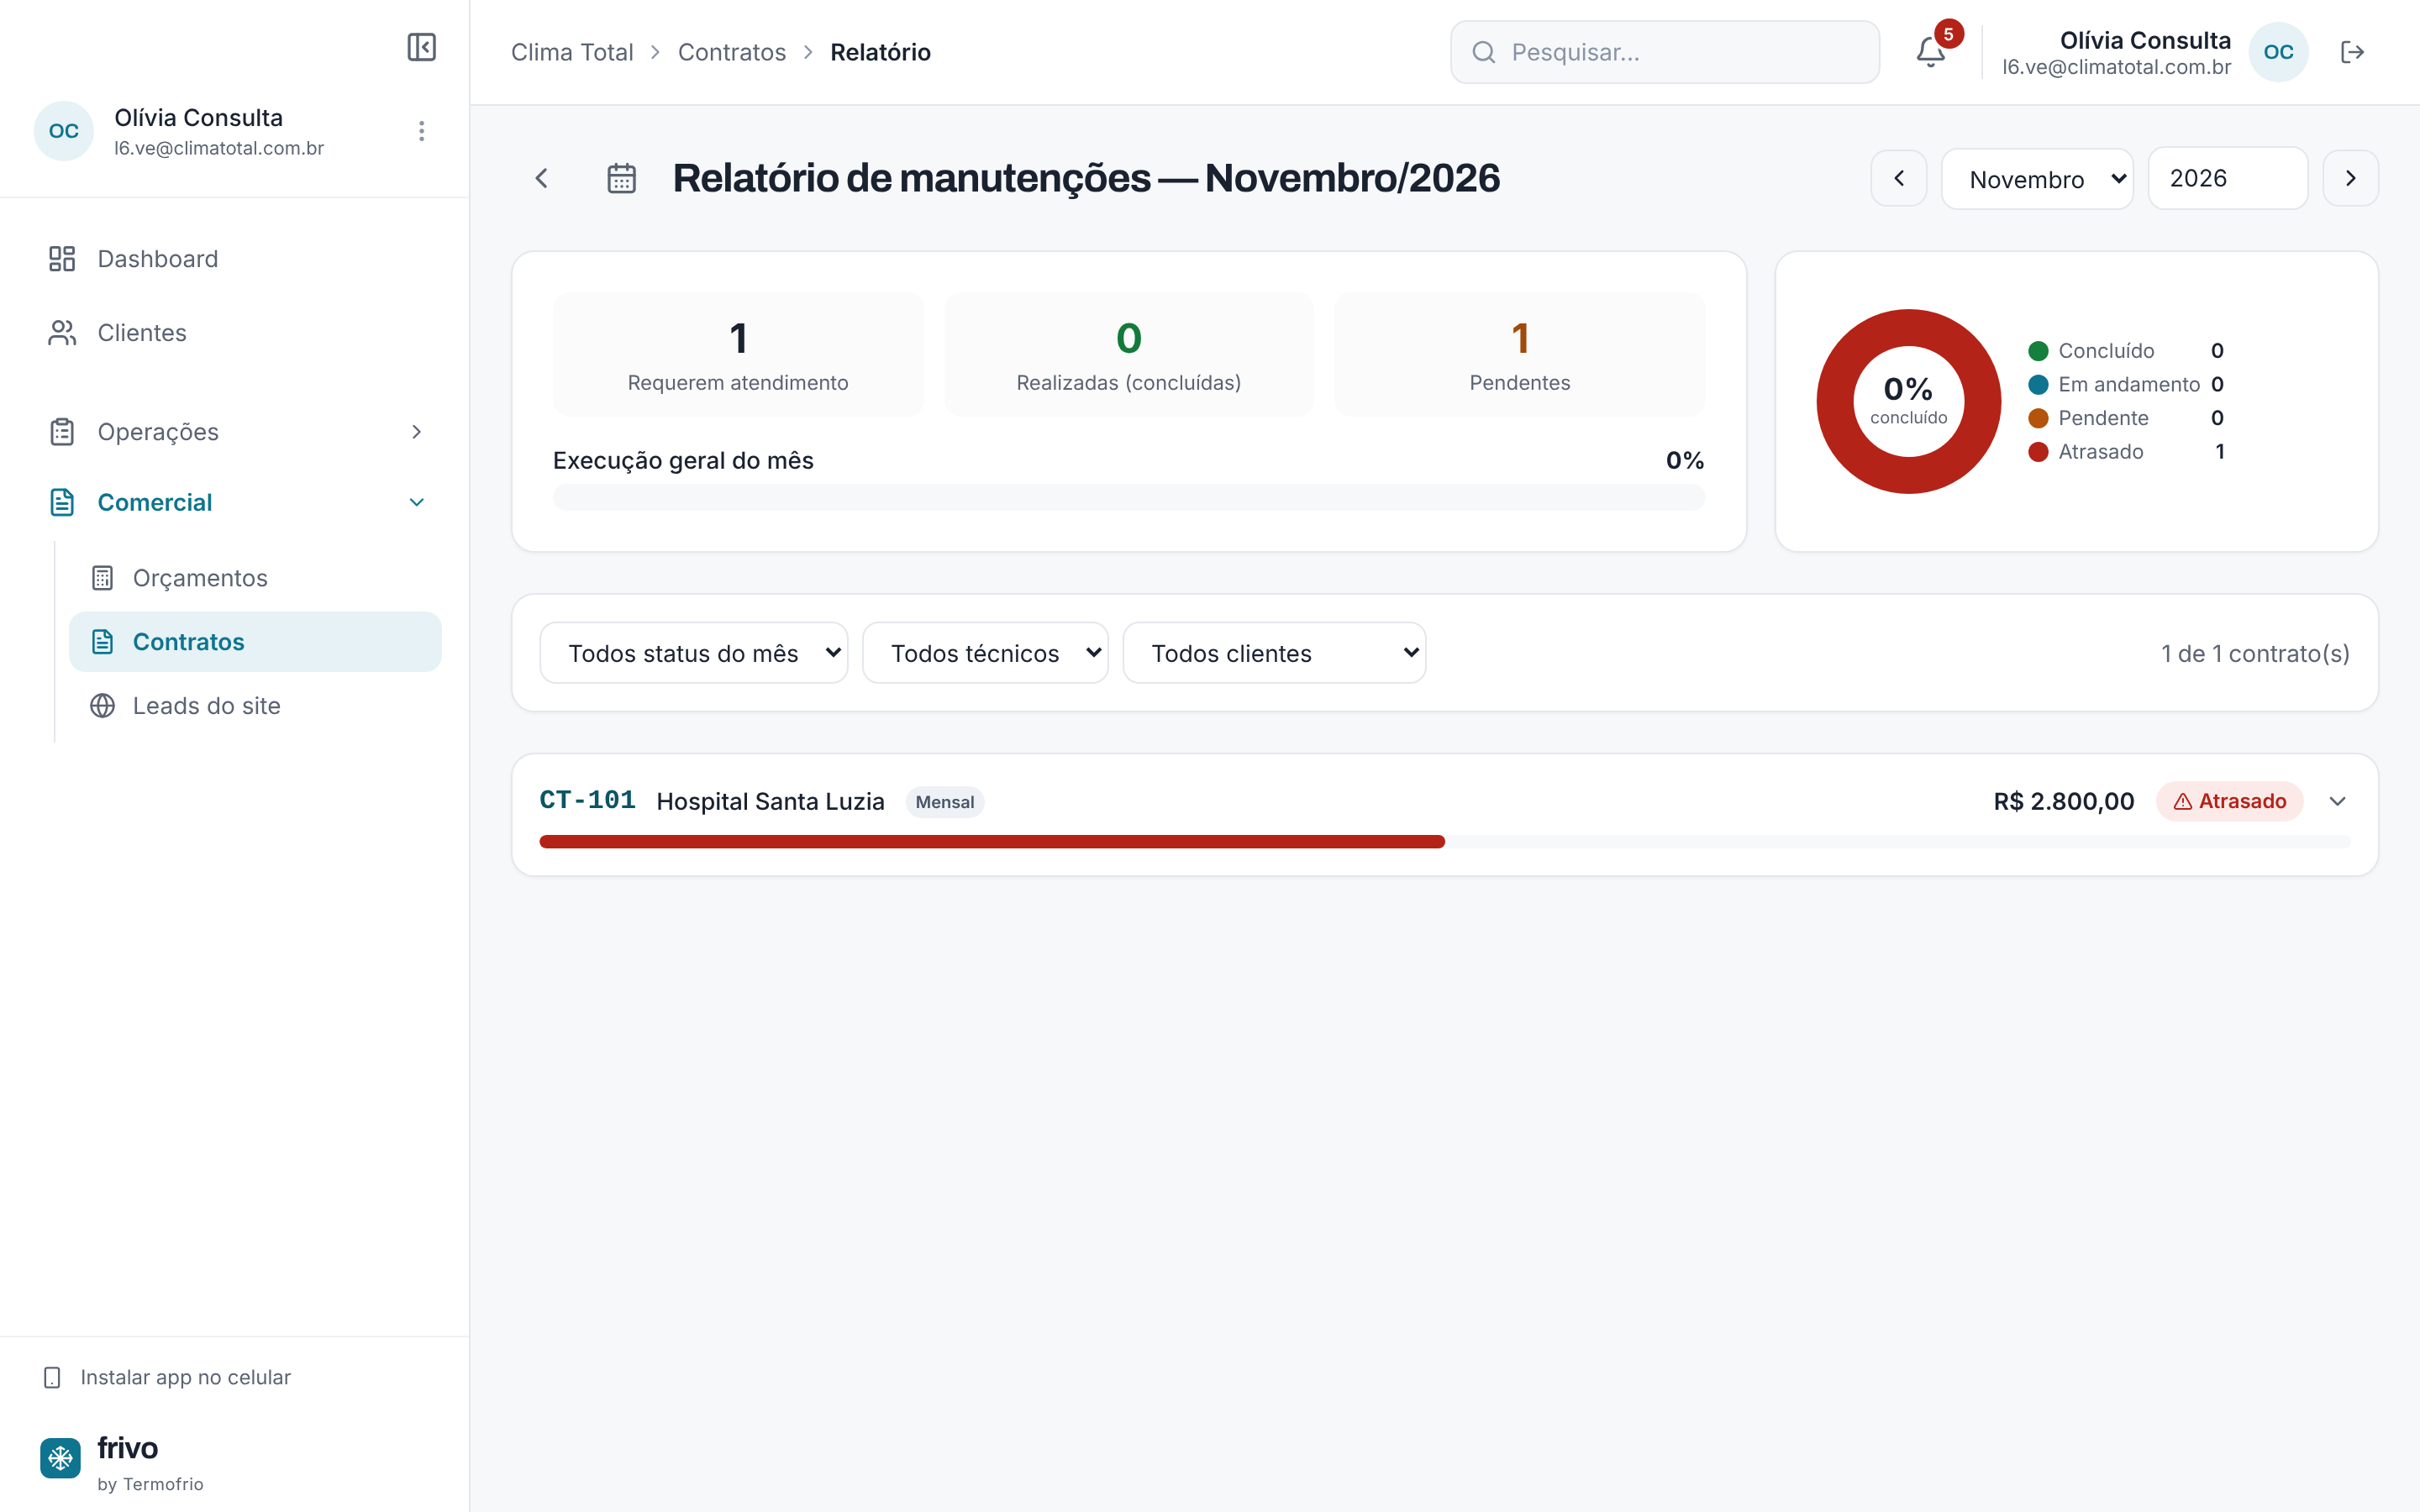 Olívia Consulta
l6.ve@climatotal.com.br
OC
Dashboard
Clientes
Operações
Comercial
Orçamentos
Contratos
Leads do site
Instalar app no celular
frivo
by Termofrio
Clima Total
Contratos
Relatório
Pesquisar...
5
Olívia Consulta
l6.ve@climatotal.com.br
OC
Relatório de manutenções — Novembro/2026
Novembro
2026
1
Requerem atendimento
0
Realizadas (concluídas)
1
Pendentes
Execução geral do mês
0%
0%
concluído
Concluído 0
Em andamento 0
Pendente 0
Atrasado 1
Todos status do mês
Todos técnicos
Todos clientes
1 de 1 contrato(s)
CT-101 Hospital Santa Luzia Mensal
R$ 2.800,00
Atrasado